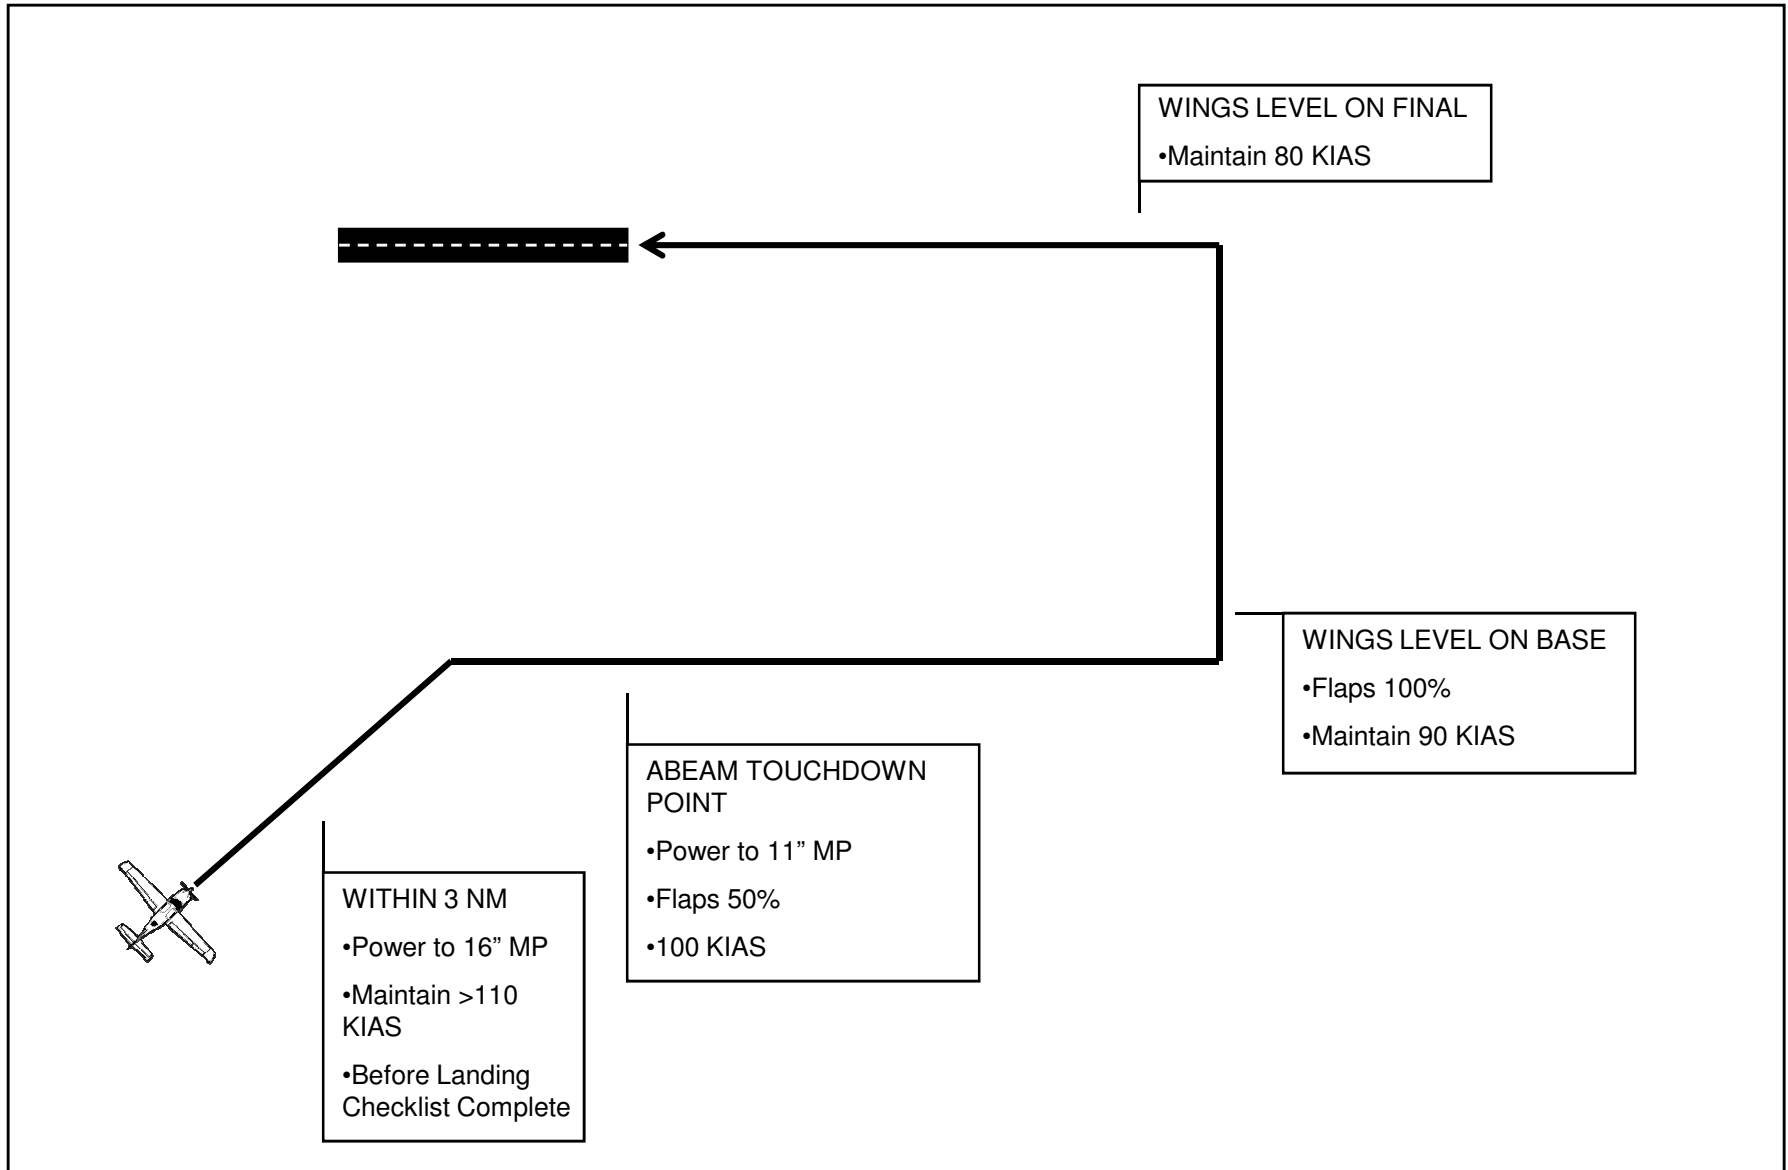 WINGS LEVEL ON FINAL
•Maintain 80 KIAS
WINGS LEVEL ON BASE
•Flaps 100%
•Maintain 90 KIAS
ABEAM TOUCHDOWN
POINT
•Power to 11” MP
•Flaps 50%
•100 KIAS
WITHIN 3 NM
•Power to 16” MP
•Maintain >110
KIAS
•Before Landing
Checklist Complete